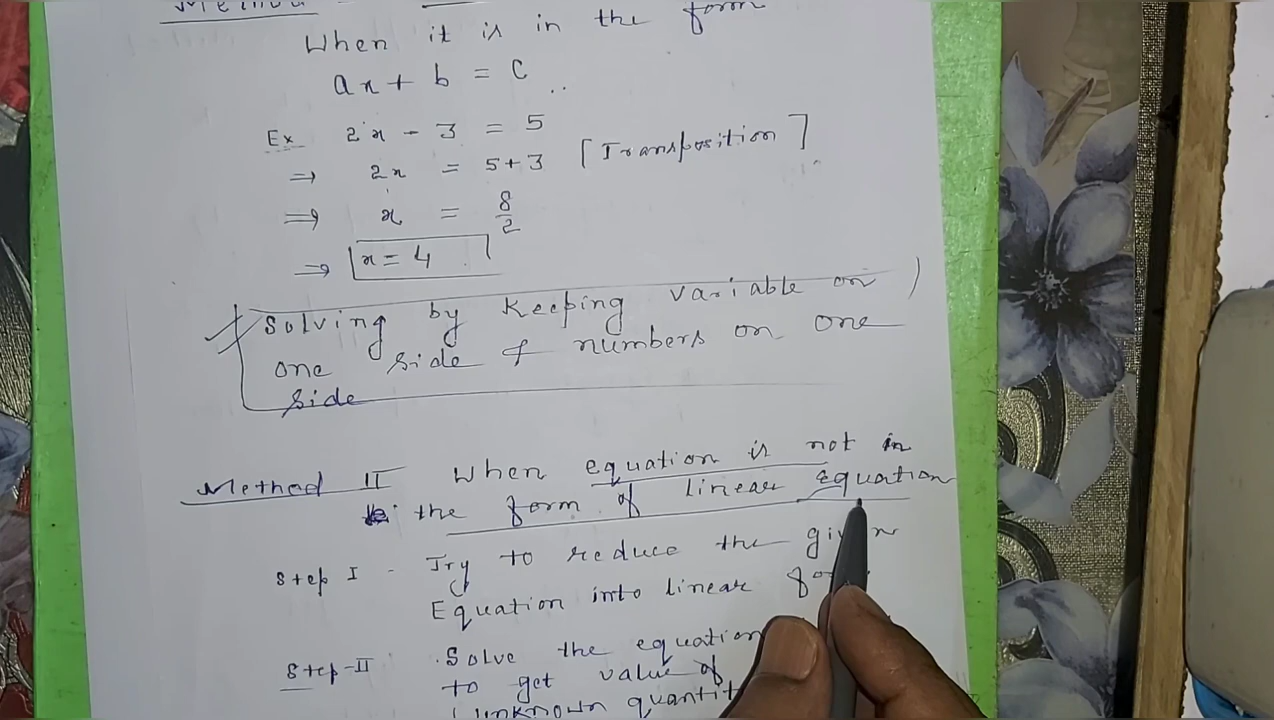 Method
When it is in the form
ax + b = c
Ex 2x - 3 = 5
⇒ 2x = 5+3 [Transposition]
⇒ x = 8/2
⇒ x = 4
Solving by Keeping variable on
one side & numbers on one
side
Method II When equation is not in
the form of linear Equation
Step I - Try to reduce the given
Equation into linear
Step-II Solve the equation
to get value of
unknown